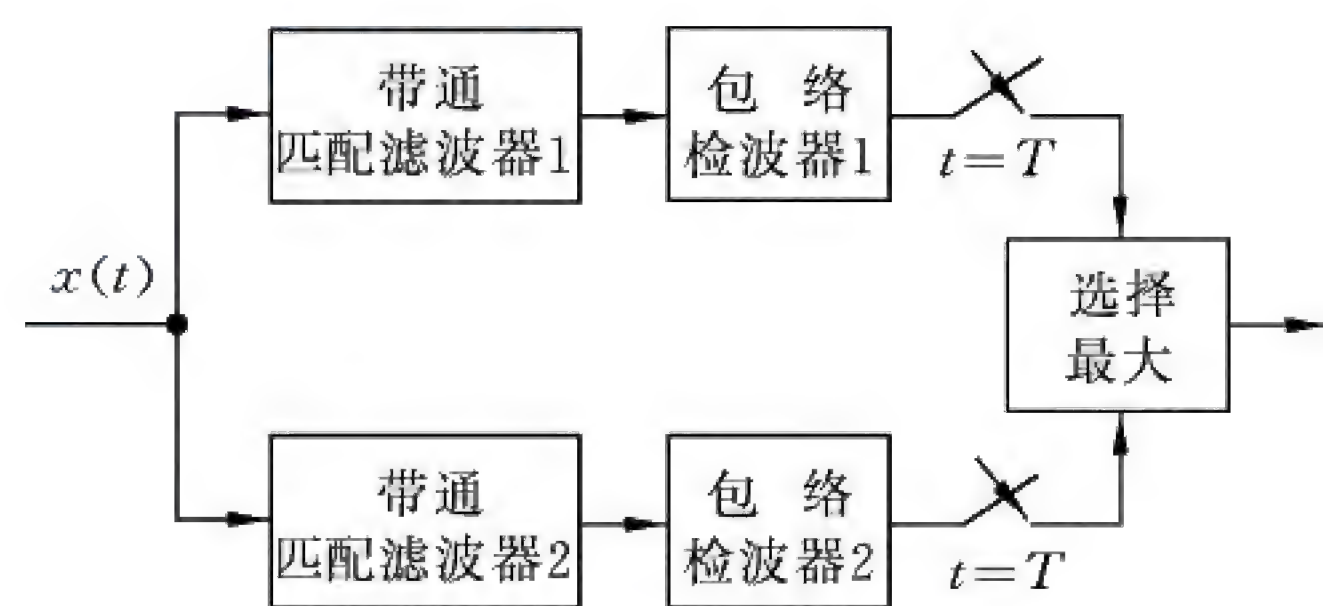 带通
匹配滤波器1
包 络
检波器1
t=T
x(t)
选择
最大
带通
匹配滤波器2
包 络
检波器2
t=T